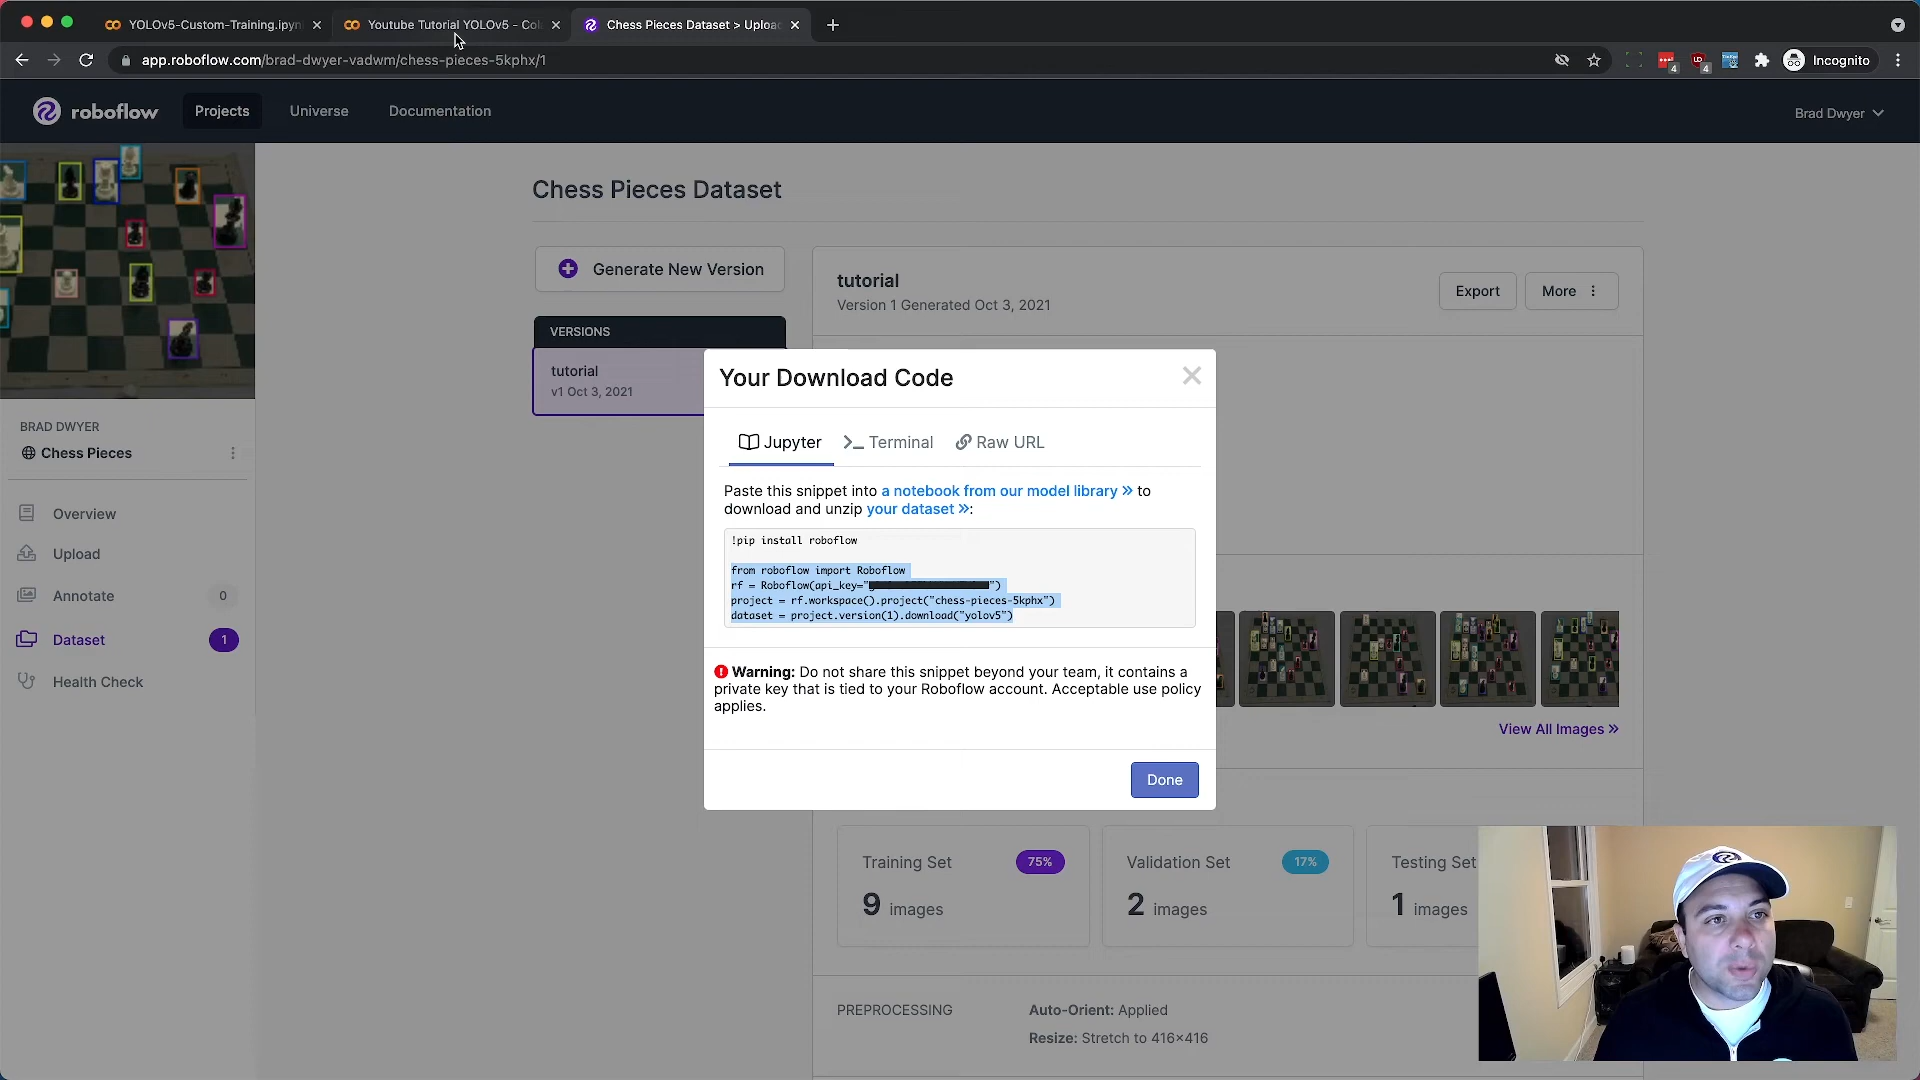 YOLOv5-Custom-Training.ipyn
Youtube Tutorial YOLOv5 - Col
Chess Pieces Dataset > Uploa
app.roboflow.com/brad-dwyer-vadwm/chess-pieces-5kphx/1
4
4
Incognito
roboflow
Projects
Universe
Documentation
Brad Dwyer
Chess Pieces Dataset
Generate New Version
VERSIONS
tutorial
v1 Oct 3, 2021
tutorial
Version 1 Generated Oct 3, 2021
Export
More
BRAD DWYER
Chess Pieces
Overview
Upload
Annotate
0
Dataset
1
Health Check
Your Download Code
Jupyter
Terminal
Raw URL
Paste this snippet into a notebook from our model library » to
download and unzip your dataset »:
!pip install roboflow
from roboflow import Roboflow
rf = Roboflow(api_key="")
project = rf.workspace().project("chess-pieces-5kphx")
dataset = project.version(1).download("yolov5")
Warning: Do not share this snippet beyond your team, it contains a
private key that is tied to your Roboflow account. Acceptable use policy
applies.
Done
View All Images »
Training Set
75%
9 images
Validation Set
17%
2 images
Testing Set
1 images
PREPROCESSING
Auto-Orient: Applied
Resize: Stretch to 416×416